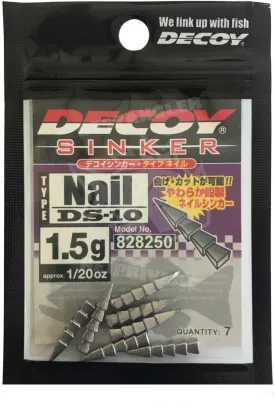 We link up with fish
DECOY®
DECOY®
SINKER
デコイシンカー・タイプ ネイル
TYPE
Nail
DS-10
曲げ・カットが可能!!
やわらか鉛製
ネイルシンカー
Model No.
1.5g
828250
approx. 1/20oz
QUANTITY: 7